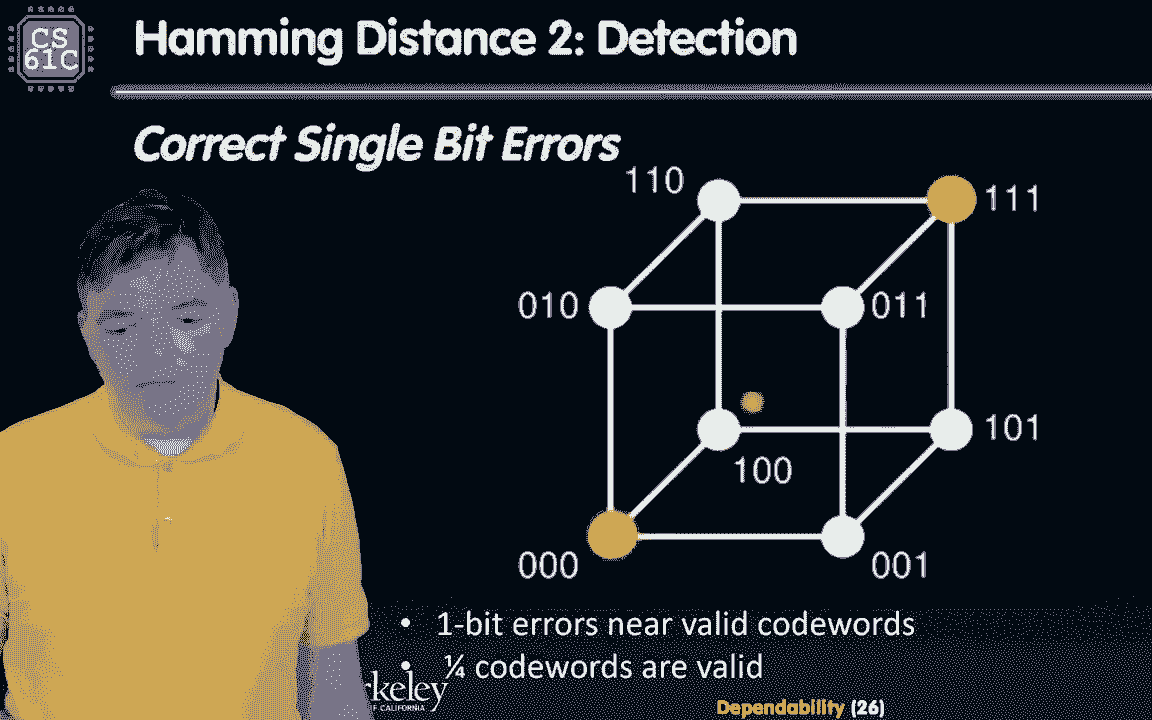 CS
61C
Hamming Distance 2: Detection
Correct Single Bit Errors
110
111
010
011
101
100
000
001
• 1-bit errors near valid codewords
• ¼ codewords are valid
rkeley
F CALIFORNIA
Dependability (26)